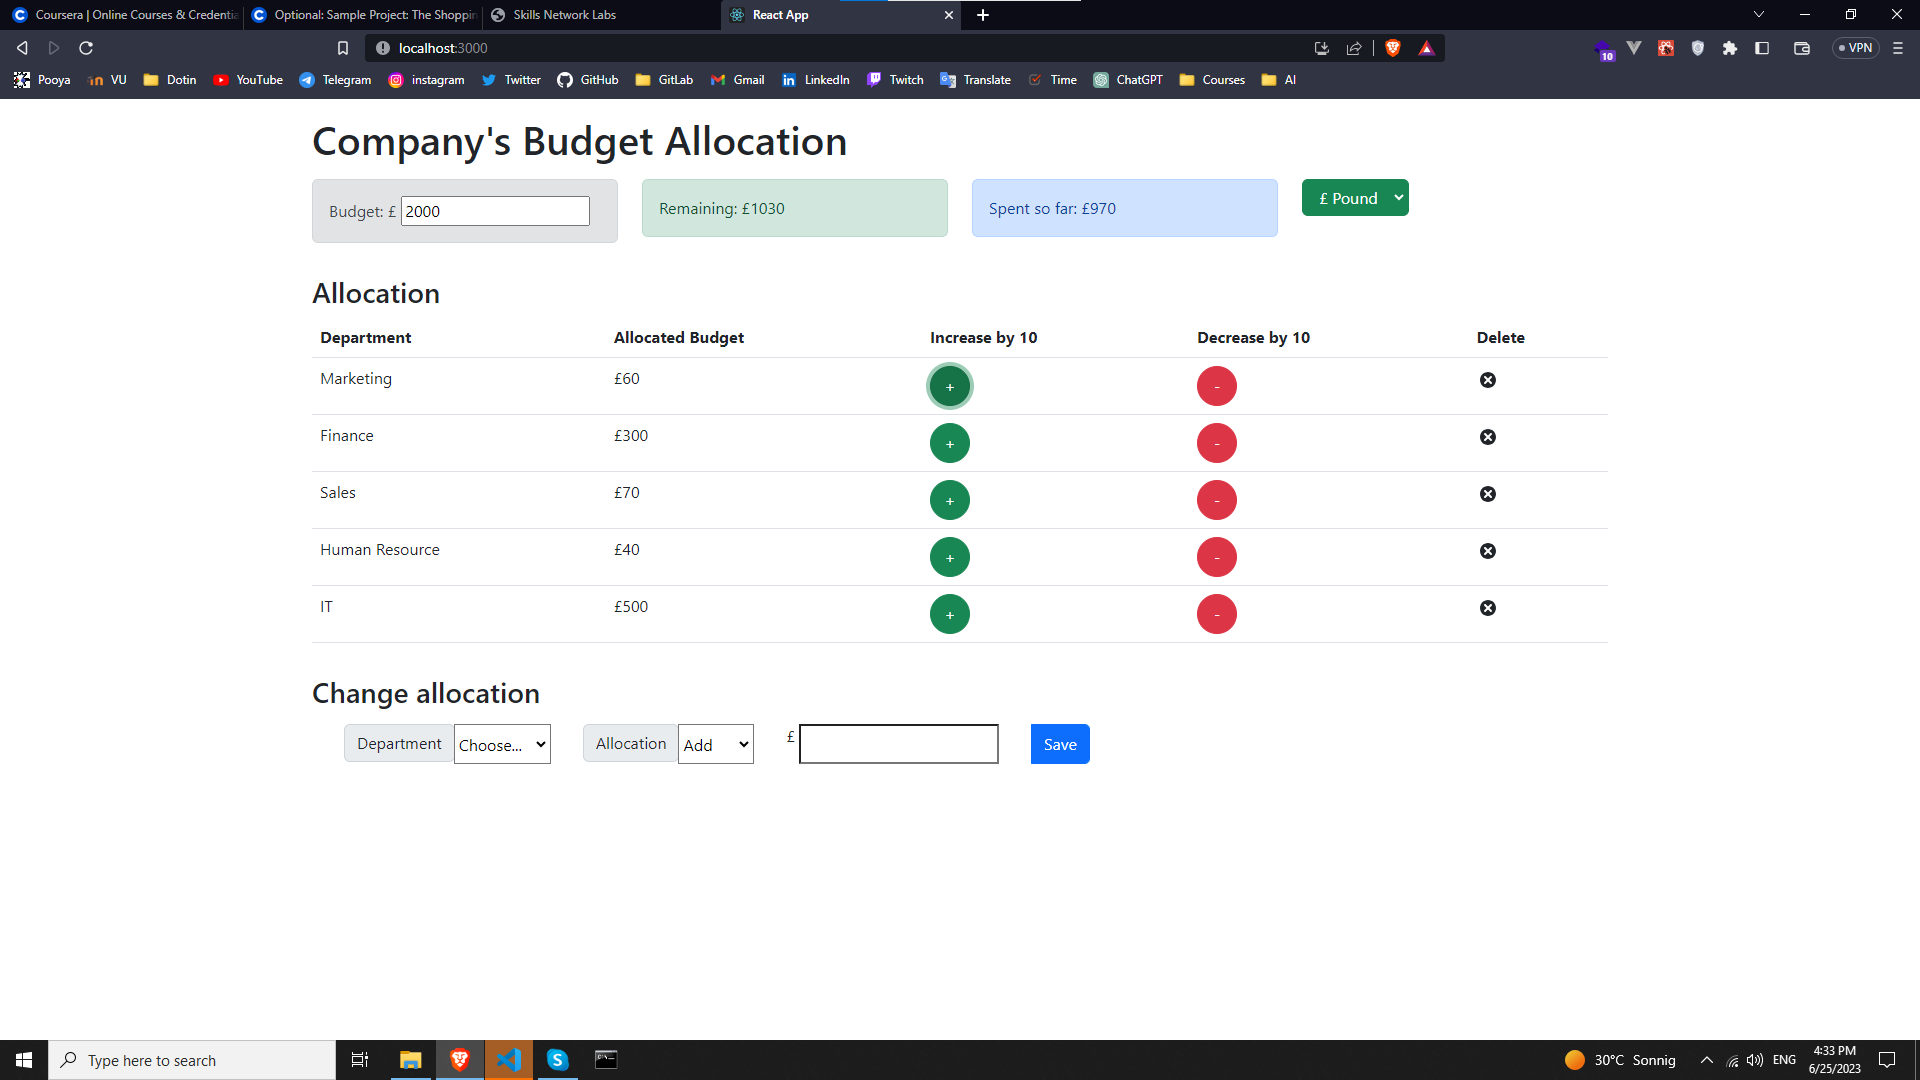 Coursera | Online Courses & Credentia
Optional: Sample Project: The Shoppin
Skills Network Labs
React App
localhost:3000
10
VPN
Pooya
VU
Dotin
YouTube
Telegram
instagram
Twitter
GitHub
GitLab
Gmail
LinkedIn
Twitch
Translate
Time
ChatGPT
Courses
AI
Company's Budget Allocation
Budget: £ 2000
Remaining: £1030
Spent so far: £970
£ Pound
Allocation
Department Allocated Budget Increase by 10 Decrease by 10 Delete
Marketing £60 + -
Finance £300 + -
Sales £70 + -
Human Resource £40 + -
IT £500 + -
Change allocation
Department Choose... Allocation Add £ Save
Type here to search
30°C Sonnig
ENG
4:33 PM
6/25/2023